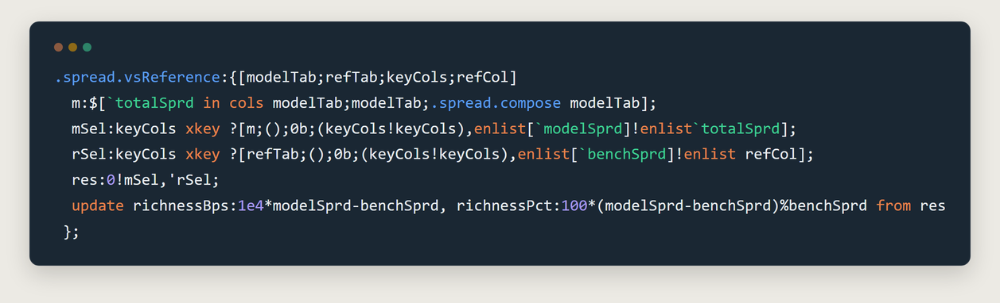 .spread.vsReference:{[modelTab;refTab;keyCols;refCol]
  m:$[`totalSprd in cols modelTab;modelTab;.spread.compose modelTab];
  mSel:keyCols xkey ?[m;();0b;(keyCols!keyCols),enlist[`modelSprd]!enlist`totalSprd];
  rSel:keyCols xkey ?[refTab;();0b;(keyCols!keyCols),enlist[`benchSprd]!enlist refCol];
  res:0!mSel,'rSel;
  update richnessBps:1e4*modelSprd-benchSprd, richnessPct:100*(modelSprd-benchSprd)%benchSprd from res
 };